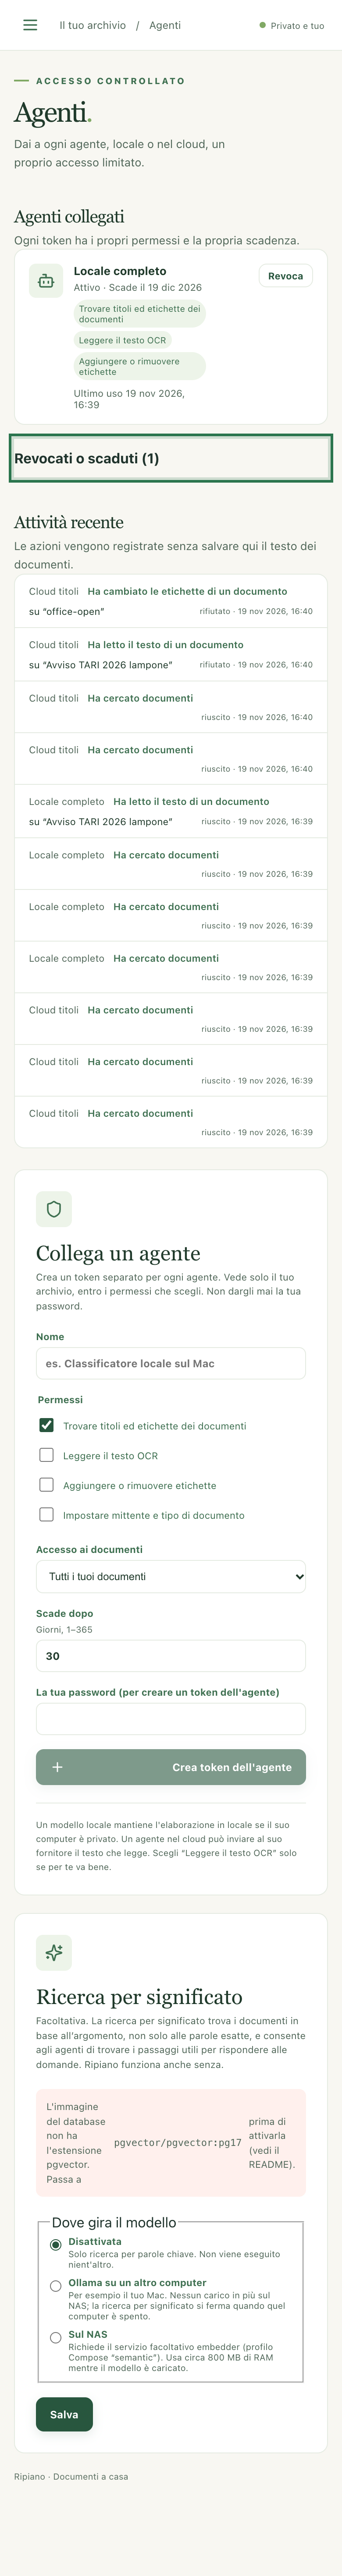 Il tuo archivio / Agenti
Privato e tuo
ACCESSO CONTROLLATO
Agenti.
Dai a ogni agente, locale o nel cloud, un
proprio accesso limitato.
Agenti collegati
Ogni token ha i propri permessi e la propria scadenza.
Locale completo
Revoca
Attivo · Scade il 19 dic 2026
Trovare titoli ed etichette dei
documenti
Leggere il testo OCR
Aggiungere o rimuovere
etichette
Ultimo uso 19 nov 2026,
16:39
Revocati o scaduti (1)
Attività recente
Le azioni vengono registrate senza salvare qui il testo dei
documenti.
Cloud titoli Ha cambiato le etichette di un documento
su “office-open” rifiutato · 19 nov 2026, 16:40
Cloud titoli Ha letto il testo di un documento
su “Avviso TARI 2026 lampone” rifiutato · 19 nov 2026, 16:40
Cloud titoli Ha cercato documenti
riuscito · 19 nov 2026, 16:40
Cloud titoli Ha cercato documenti
riuscito · 19 nov 2026, 16:40
Locale completo Ha letto il testo di un documento
su “Avviso TARI 2026 lampone” riuscito · 19 nov 2026, 16:39
Locale completo Ha cercato documenti
riuscito · 19 nov 2026, 16:39
Locale completo Ha cercato documenti
riuscito · 19 nov 2026, 16:39
Locale completo Ha cercato documenti
riuscito · 19 nov 2026, 16:39
Cloud titoli Ha cercato documenti
riuscito · 19 nov 2026, 16:39
Cloud titoli Ha cercato documenti
riuscito · 19 nov 2026, 16:39
Cloud titoli Ha cercato documenti
riuscito · 19 nov 2026, 16:39
Collega un agente
Crea un token separato per ogni agente. Vede solo il tuo
archivio, entro i permessi che scegli. Non dargli mai la tua
password.
Nome
es. Classificatore locale sul Mac
Permessi
Trovare titoli ed etichette dei documenti
Leggere il testo OCR
Aggiungere o rimuovere etichette
Impostare mittente e tipo di documento
Accesso ai documenti
Tutti i tuoi documenti
Scade dopo
Giorni, 1–365
30
La tua password (per creare un token dell'agente)
Crea token dell'agente
Un modello locale mantiene l'elaborazione in locale se il suo
computer è privato. Un agente nel cloud può inviare al suo
fornitore il testo che legge. Scegli “Leggere il testo OCR” solo
se per te va bene.
Ricerca per significato
Facoltativa. La ricerca per significato trova i documenti in
base all'argomento, non solo alle parole esatte, e consente
agli agenti di trovare i passaggi utili per rispondere alle
domande. Ripiano funziona anche senza.
L'immagine
del database
non ha
l'estensione
pgvector.
Passa a
pgvector/pgvector:pg17
prima di
attivarla
(vedi il
README).
Dove gira il modello
Disattivata
Solo ricerca per parole chiave. Non viene eseguito
nient'altro.
Ollama su un altro computer
Per esempio il tuo Mac. Nessun carico in più sul
NAS; la ricerca per significato si ferma quando quel
computer è spento.
Sul NAS
Richiede il servizio facoltativo embedder (profilo
Compose “semantic”). Usa circa 800 MB di RAM
mentre il modello è caricato.
Salva
Ripiano · Documenti a casa